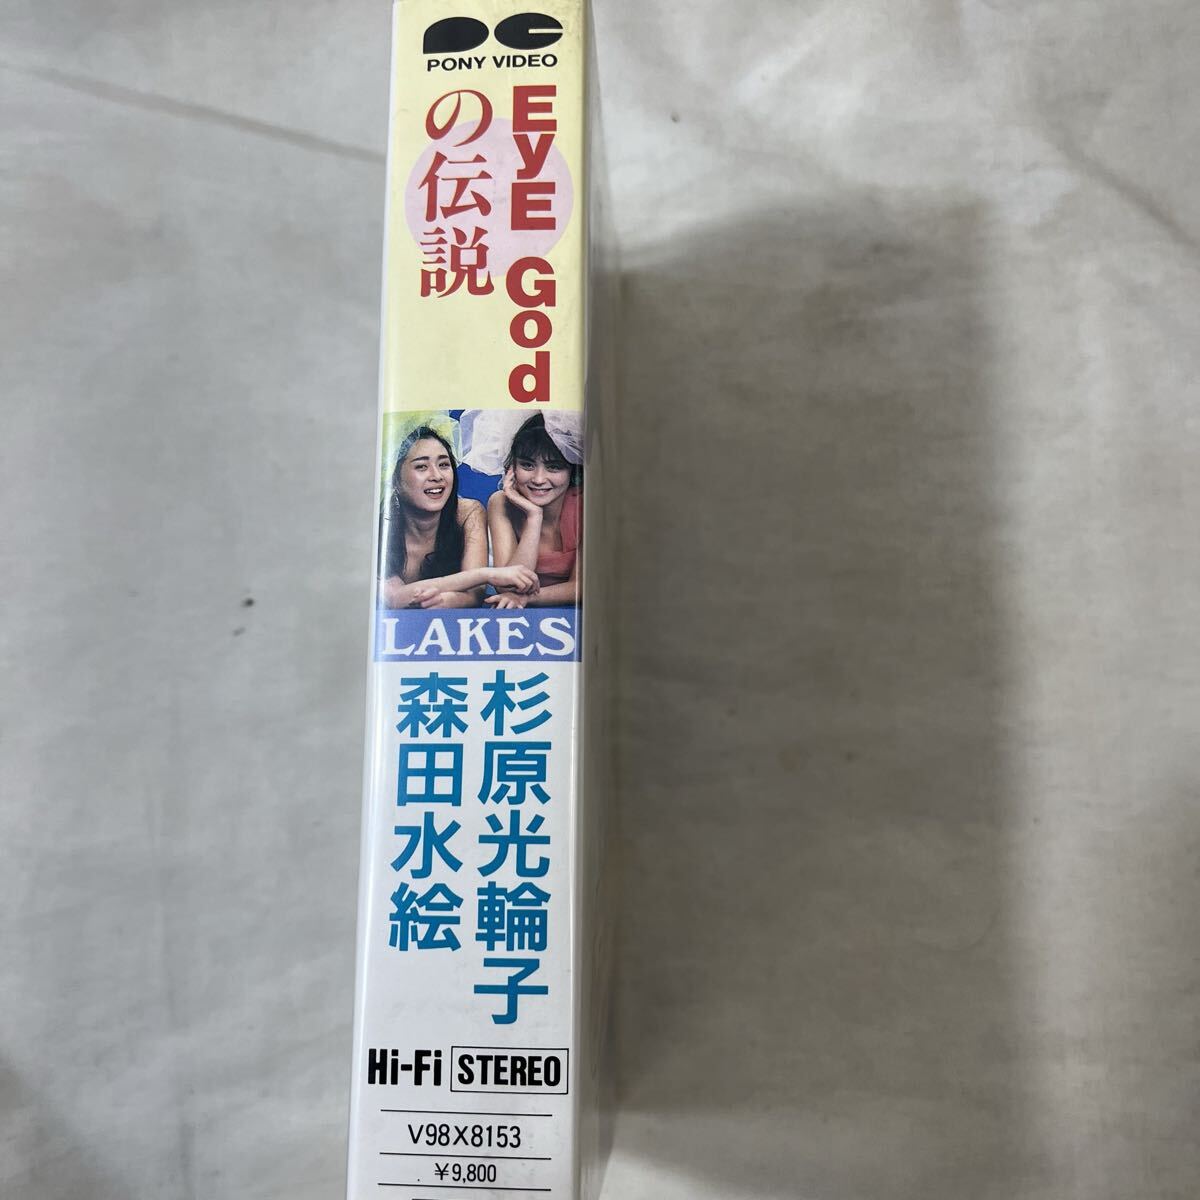 PC
PONY VIDEO
EyE God
の伝説
LAKES
杉原光輪子
森田水絵
Hi-Fi STEREO
V98X8153
¥9,800